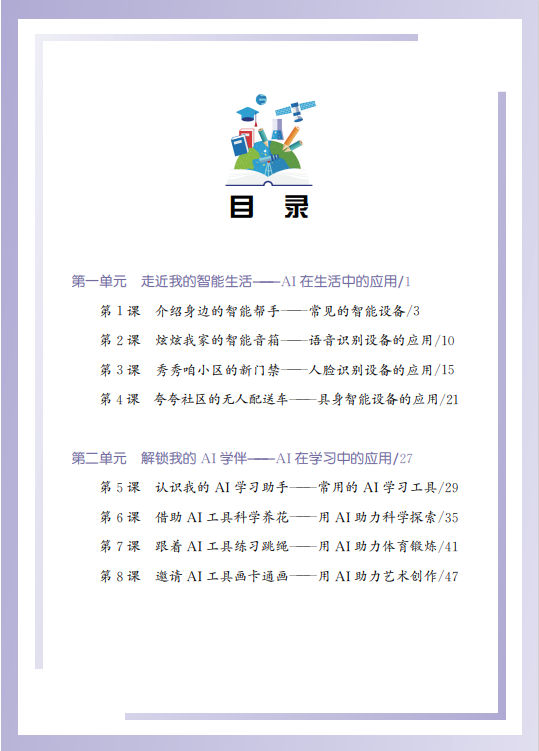 目 录
第一单元 走近我的智能生活——AI 在生活中的应用/1
第 1 课 介绍身边的智能帮手——常见的智能设备/3
第 2 课 炫炫我家的智能音箱——语音识别设备的应用/10
第 3 课 秀秀咱小区的新门禁——人脸识别设备的应用/15
第 4 课 夸夸社区的无人配送车——具身智能设备的应用/21
第二单元 解锁我的 AI 学伴——AI 在学习中的应用/27
第 5 课 认识我的 AI 学习助手——常用的 AI 学习工具/29
第 6 课 借助 AI 工具科学养花——用 AI 助力科学探索/35
第 7 课 跟着 AI 工具练习跳绳——用 AI 助力体育锻炼/41
第 8 课 邀请 AI 工具画卡通画——用 AI 助力艺术创作/47